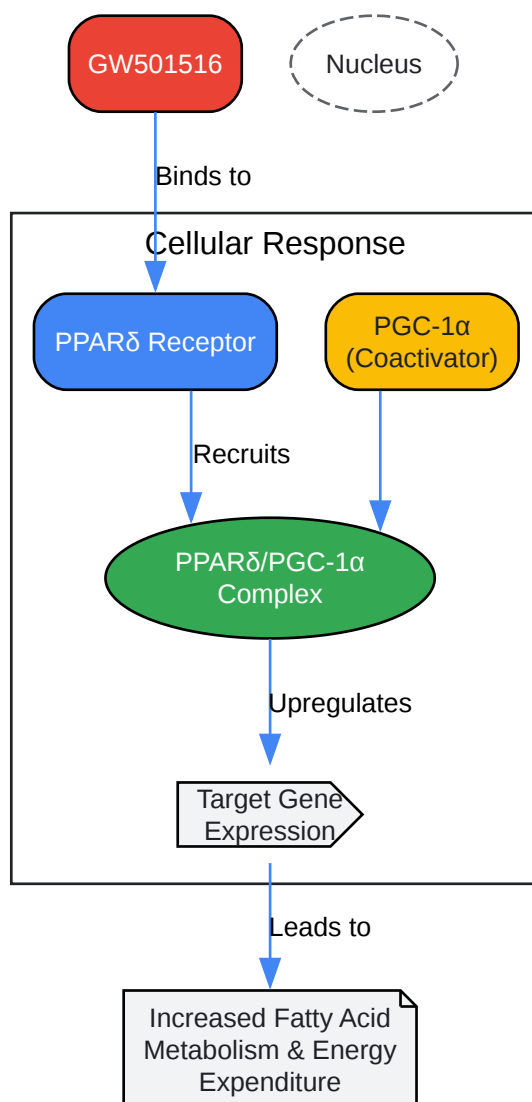 GW501516
Nucleus
Binds to
Cellular Response
PPARδ Receptor
PGC-1α
(Coactivator)
Recruits
PPARδ/PGC-1α
Complex
Upregulates
Target Gene
Expression
Leads to
Increased Fatty Acid
Metabolism & Energy
Expenditure